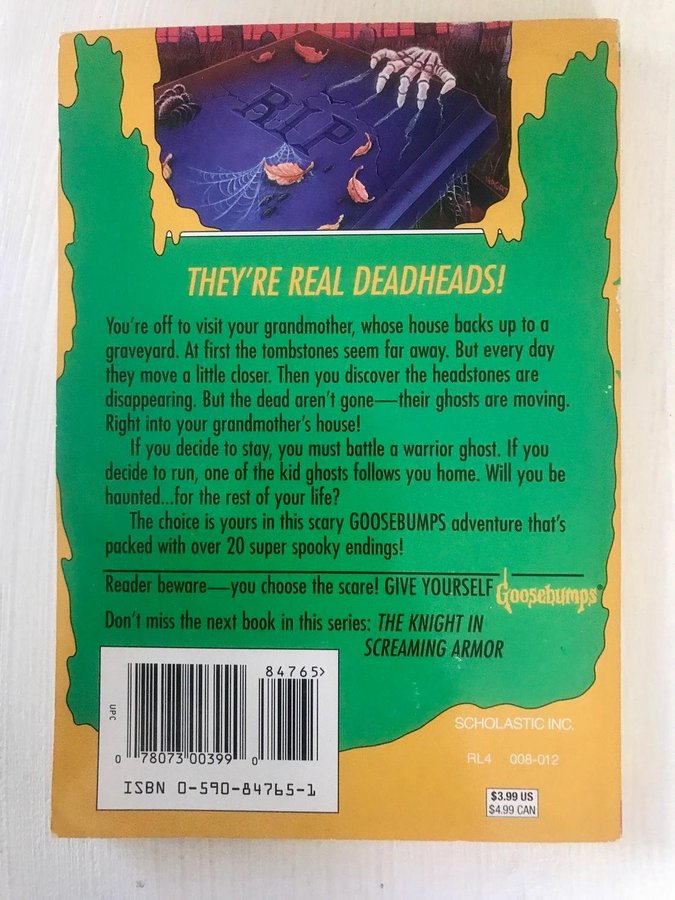 RIP
THEY'RE REAL DEADHEADS!
You're off to visit your grandmother, whose house backs up to a
graveyard. At first the tombstones seem far away. But every day
they move a little closer. Then you discover the headstones are
disappearing. But the dead aren't gone—their ghosts are moving.
Right into your grandmother's house!
If you decide to stay, you must battle a warrior ghost. If you
decide to run, one of the kid ghosts follows you home. Will you be
haunted...for the rest of your life?
The choice is yours in this scary GOOSEBUMPS adventure that's
packed with over 20 super spooky endings!
Reader beware—you choose the scare! GIVE YOURSELF Goosebumps®
Don't miss the next book in this series: THE KNIGHT IN
SCREAMING ARMOR
84765>
UPC
0 78073 00399 0
ISBN 0-590-84765-1
SCHOLASTIC INC.
RL4 008-012
$3.99 US
$4.99 CAN